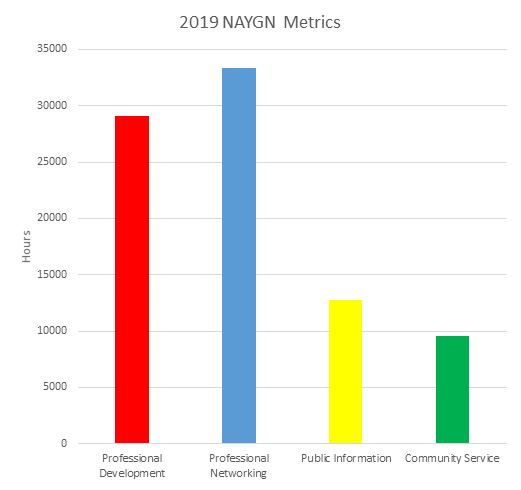 2019 NAYGN Metrics
35000
30000
25000
20000
15000
10000
5000
0
Hours
Professional
Development
Professional
Networking
Public Information
Community Service